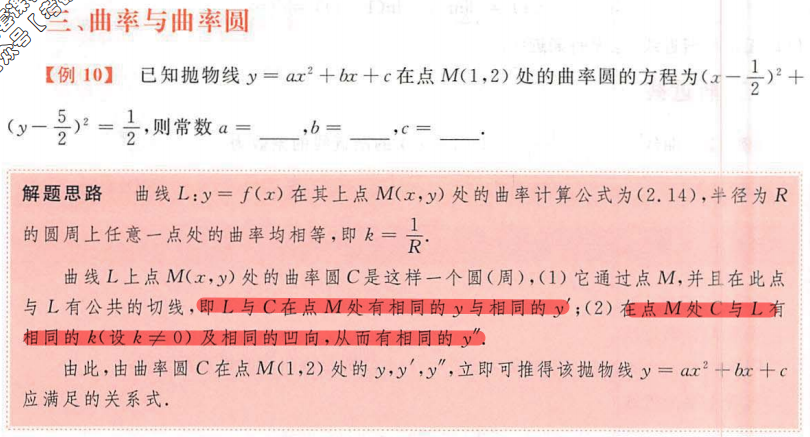 三、曲率与曲率圆
【例 10】 已知抛物线 y = ax² + bx + c 在点 M(1,2) 处的曲率圆的方程为(x − 1/2)² +
(y − 5/2)² = 1/2,则常数 a = ____,b = ____,c = ____.
解题思路 曲线 L:y = f(x) 在其上点 M(x,y) 处的曲率计算公式为(2.14),半径为 R
的圆周上任意一点处的曲率均相等,即 k = 1/R.
曲线 L 上点 M(x,y) 处的曲率圆 C 是这样一个圆(周),(1) 它通过点 M,并且在此点
与 L 有公共的切线,即 L 与 C 在点 M 处有相同的 y 与相同的 y′;(2) 在点 M 处 C 与 L 有
相同的 k(设 k ≠ 0) 及相同的凹向,从而有相同的 y″.
由此,由曲率圆 C 在点 M(1,2) 处的 y,y′,y″,立即可推得该抛物线 y = ax² + bx + c
应满足的关系式.